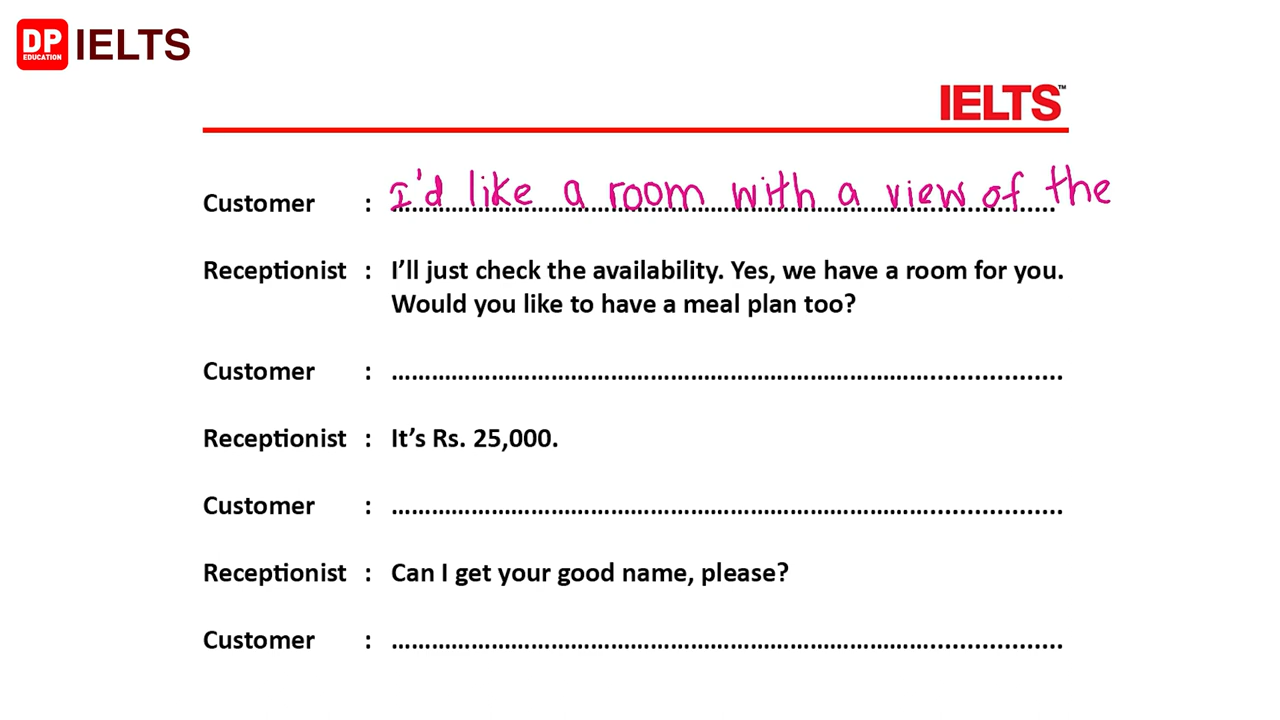 DP EDUCATION IELTS
IELTS™
Customer : I'd like a room with a view of the
Receptionist : I'll just check the availability. Yes, we have a room for you.
Would you like to have a meal plan too?
Customer : ................................................................
Receptionist : It's Rs. 25,000.
Customer : ................................................................
Receptionist : Can I get your good name, please?
Customer : ................................................................